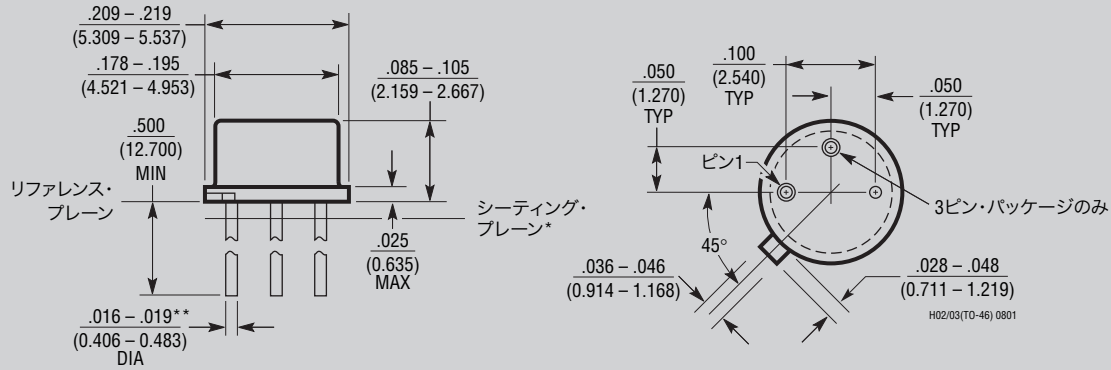 .209 – .219
(5.309 – 5.537)
.178 – .195
(4.521 – 4.953)
.085 – .105
(2.159 – 2.667)
.500
(12.700)
MIN
リファレンス・
プレーン
シーティング・
プレーン*
.025
(0.635)
MAX
.016 – .019**
(0.406 – 0.483)
DIA
.100
(2.540)
TYP
.050
(1.270)
TYP
.050
(1.270)
TYP
ピン1
3ピン・パッケージのみ
45°
.036 – .046
(0.914 – 1.168)
.028 – .048
(0.711 – 1.219)
H02/03(TO-46) 0801